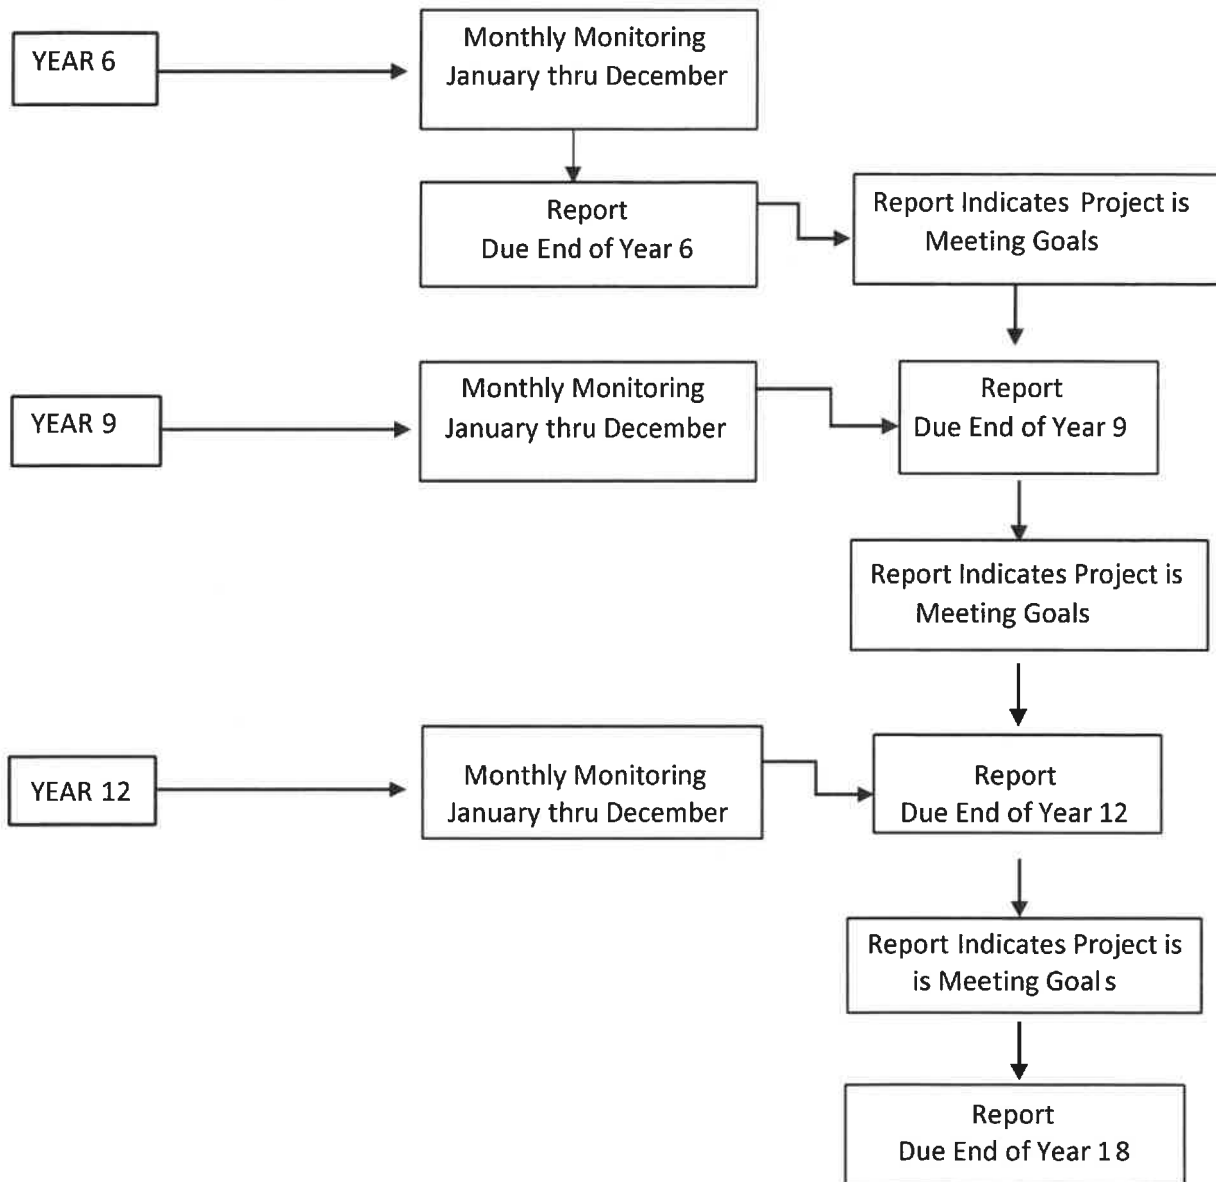 YEAR 6
Monthly Monitoring
January thru December
Report
Due End of Year 6
Report Indicates Project is
Meeting Goals
YEAR 9
Monthly Monitoring
January thru December
Report
Due End of Year 9
Report Indicates Project is
Meeting Goals
YEAR 12
Monthly Monitoring
January thru December
Report
Due End of Year 12
Report Indicates Project is
is Meeting Goals
Report
Due End of Year 18